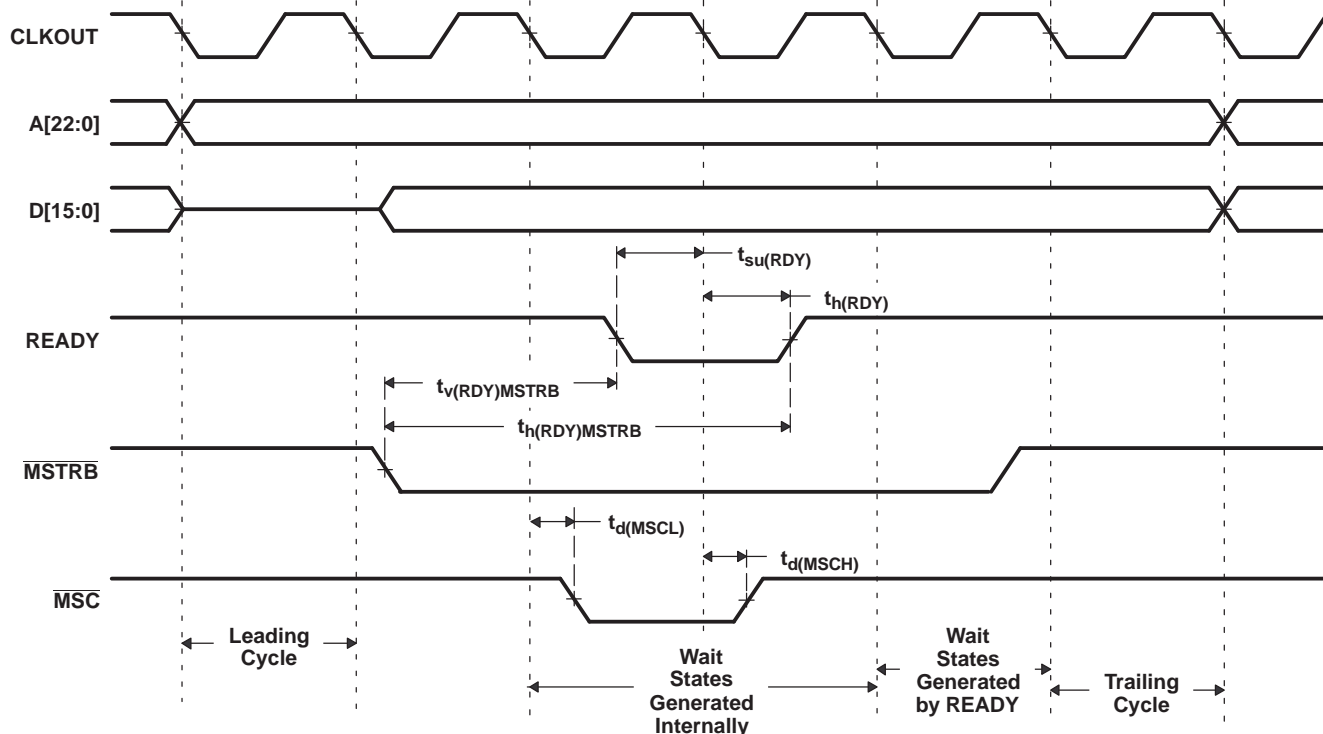 CLKOUT
A[22:0]
D[15:0]
tsu(RDY)
th(RDY)
READY
tv(RDY)MSTRB
th(RDY)MSTRB
MSTRB
td(MSCL)
td(MSCH)
MSC
Leading
Cycle
Wait
States
Generated
Internally
Wait
States
Generated
by READY
Trailing
Cycle